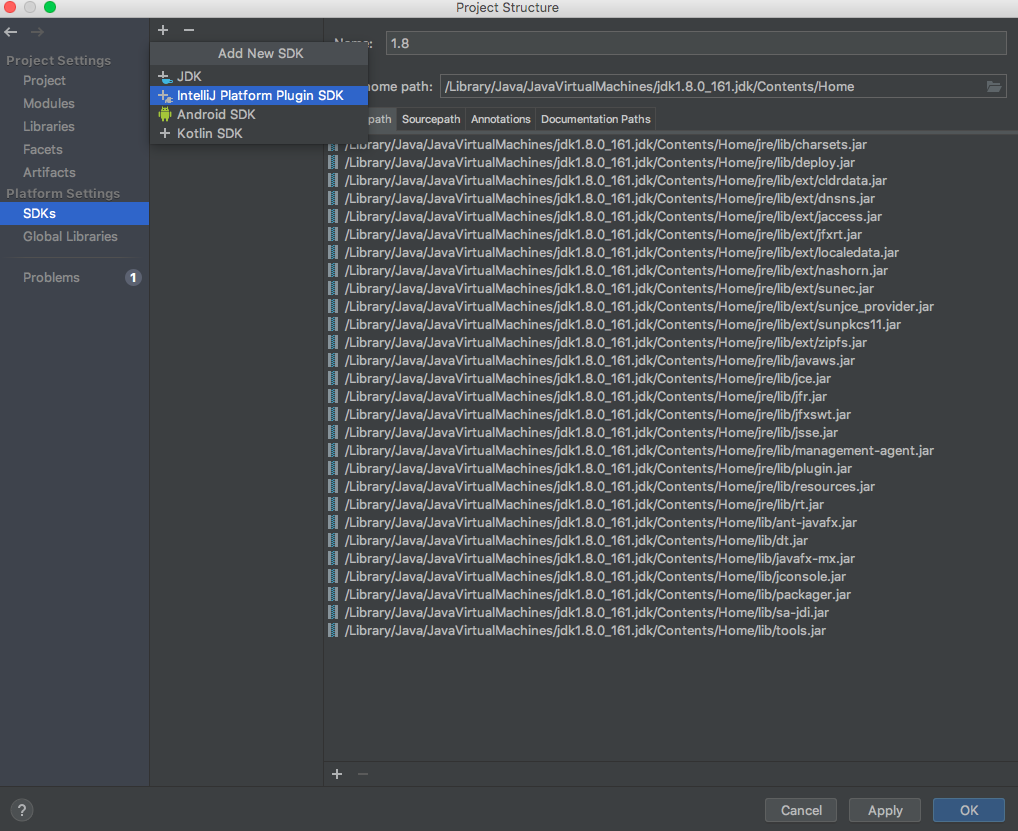 Project Structure
Project Settings
Project
Modules
Libraries
Facets
Artifacts
Platform Settings
SDKs
Global Libraries
Problems 1
Add New SDK
JDK
IntelliJ Platform Plugin SDK
Android SDK
Kotlin SDK
Name: 1.8
home path: /Library/Java/JavaVirtualMachines/jdk1.8.0_161.jdk/Contents/Home
path Sourcepath Annotations Documentation Paths
/Library/Java/JavaVirtualMachines/jdk1.8.0_161.jdk/Contents/Home/jre/lib/charsets.jar
/Library/Java/JavaVirtualMachines/jdk1.8.0_161.jdk/Contents/Home/jre/lib/deploy.jar
/Library/Java/JavaVirtualMachines/jdk1.8.0_161.jdk/Contents/Home/jre/lib/ext/cldrdata.jar
/Library/Java/JavaVirtualMachines/jdk1.8.0_161.jdk/Contents/Home/jre/lib/ext/dnsns.jar
/Library/Java/JavaVirtualMachines/jdk1.8.0_161.jdk/Contents/Home/jre/lib/ext/jaccess.jar
/Library/Java/JavaVirtualMachines/jdk1.8.0_161.jdk/Contents/Home/jre/lib/ext/jfxrt.jar
/Library/Java/JavaVirtualMachines/jdk1.8.0_161.jdk/Contents/Home/jre/lib/ext/localedata.jar
/Library/Java/JavaVirtualMachines/jdk1.8.0_161.jdk/Contents/Home/jre/lib/ext/nashorn.jar
/Library/Java/JavaVirtualMachines/jdk1.8.0_161.jdk/Contents/Home/jre/lib/ext/sunec.jar
/Library/Java/JavaVirtualMachines/jdk1.8.0_161.jdk/Contents/Home/jre/lib/ext/sunjce_provider.jar
/Library/Java/JavaVirtualMachines/jdk1.8.0_161.jdk/Contents/Home/jre/lib/ext/sunpkcs11.jar
/Library/Java/JavaVirtualMachines/jdk1.8.0_161.jdk/Contents/Home/jre/lib/ext/zipfs.jar
/Library/Java/JavaVirtualMachines/jdk1.8.0_161.jdk/Contents/Home/jre/lib/javaws.jar
/Library/Java/JavaVirtualMachines/jdk1.8.0_161.jdk/Contents/Home/jre/lib/jce.jar
/Library/Java/JavaVirtualMachines/jdk1.8.0_161.jdk/Contents/Home/jre/lib/jfr.jar
/Library/Java/JavaVirtualMachines/jdk1.8.0_161.jdk/Contents/Home/jre/lib/jfxswt.jar
/Library/Java/JavaVirtualMachines/jdk1.8.0_161.jdk/Contents/Home/jre/lib/jsse.jar
/Library/Java/JavaVirtualMachines/jdk1.8.0_161.jdk/Contents/Home/jre/lib/management-agent.jar
/Library/Java/JavaVirtualMachines/jdk1.8.0_161.jdk/Contents/Home/jre/lib/plugin.jar
/Library/Java/JavaVirtualMachines/jdk1.8.0_161.jdk/Contents/Home/jre/lib/resources.jar
/Library/Java/JavaVirtualMachines/jdk1.8.0_161.jdk/Contents/Home/jre/lib/rt.jar
/Library/Java/JavaVirtualMachines/jdk1.8.0_161.jdk/Contents/Home/lib/ant-javafx.jar
/Library/Java/JavaVirtualMachines/jdk1.8.0_161.jdk/Contents/Home/lib/dt.jar
/Library/Java/JavaVirtualMachines/jdk1.8.0_161.jdk/Contents/Home/lib/javafx-mx.jar
/Library/Java/JavaVirtualMachines/jdk1.8.0_161.jdk/Contents/Home/lib/jconsole.jar
/Library/Java/JavaVirtualMachines/jdk1.8.0_161.jdk/Contents/Home/lib/packager.jar
/Library/Java/JavaVirtualMachines/jdk1.8.0_161.jdk/Contents/Home/lib/sa-jdi.jar
/Library/Java/JavaVirtualMachines/jdk1.8.0_161.jdk/Contents/Home/lib/tools.jar
? Cancel Apply OK